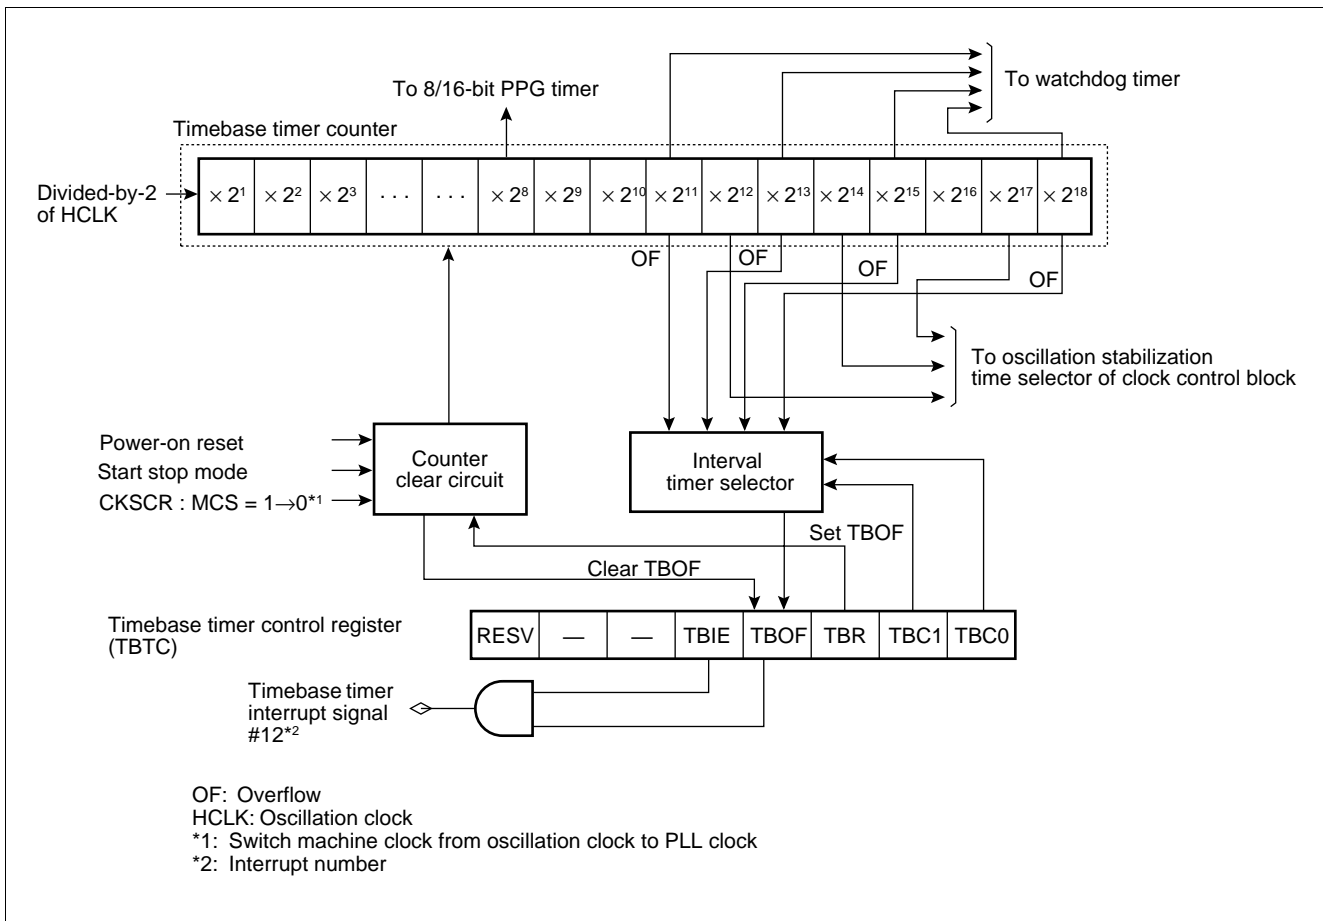 To watchdog timer
To 8/16-bit PPG timer
Timebase timer counter
Divided-by-2
of HCLK
× 2¹ × 2² × 2³ · · · · · · × 2⁸ × 2⁹ × 2¹⁰ × 2¹¹ × 2¹² × 2¹³ × 2¹⁴ × 2¹⁵ × 2¹⁶ × 2¹⁷ × 2¹⁸
OF OF OF OF
To oscillation stabilization
time selector of clock control block
Power-on reset
Start stop mode
CKSCR : MCS = 1→0*¹
Counter
clear circuit
Interval
timer selector
Set TBOF
Clear TBOF
Timebase timer control register
(TBTC)
RESV — — TBIE TBOF TBR TBC1 TBC0
Timebase timer
interrupt signal
#12*²
OF: Overflow
HCLK: Oscillation clock
*1: Switch machine clock from oscillation clock to PLL clock
*2: Interrupt number